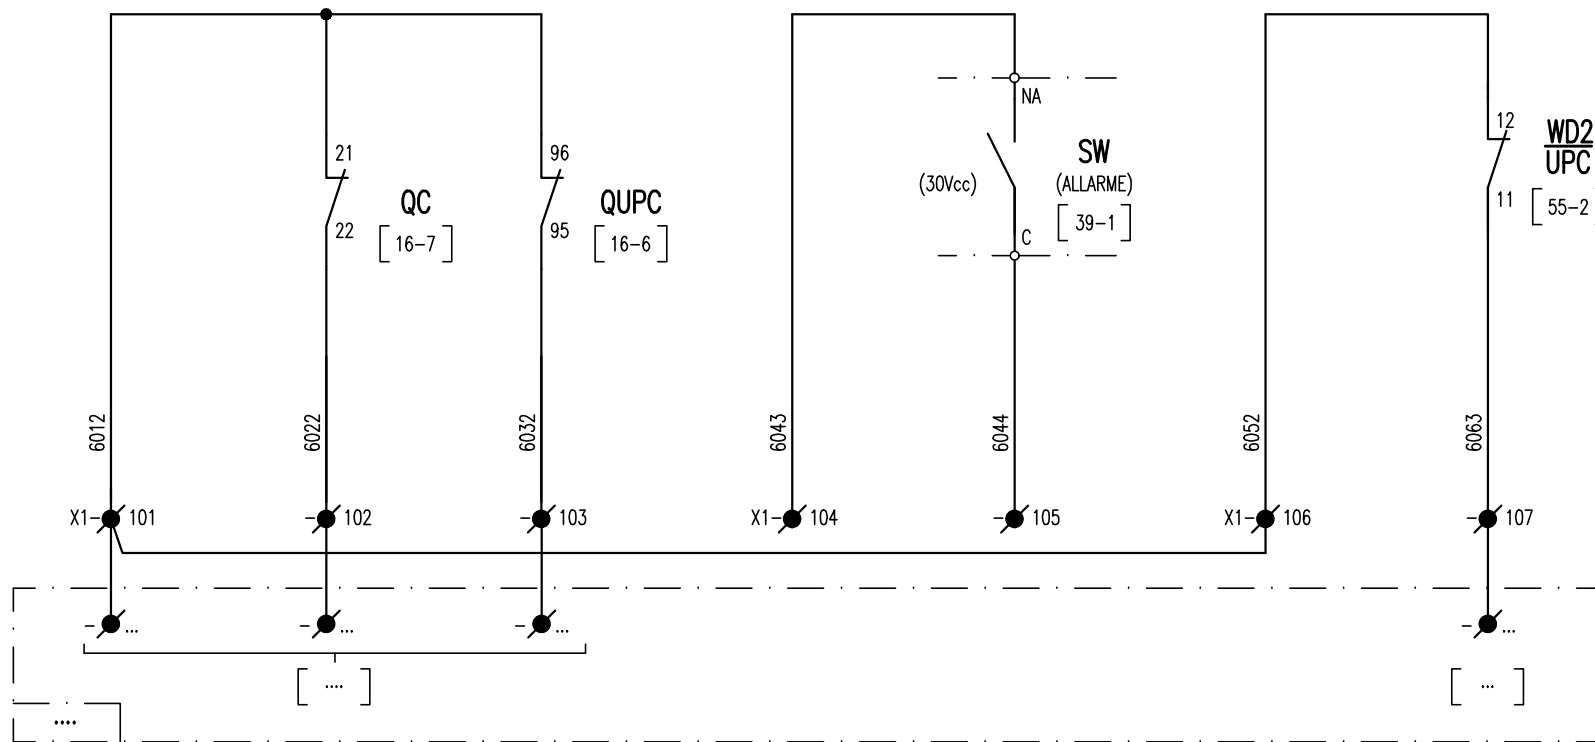 NA
21
96
12
WD2
UPC
SW
(30Vcc)
(ALLARME)
QC
QUPC
11
[55-2
22
[16-7]
95
[16-6]
C
[39-1]
6012
6022
6032
6043
6044
6052
6063
X1- 101
- 102
- 103
X1- 104
- 105
X1- 106
- 107
- ...
- ...
- ...
- ...
[....]
[...]
....